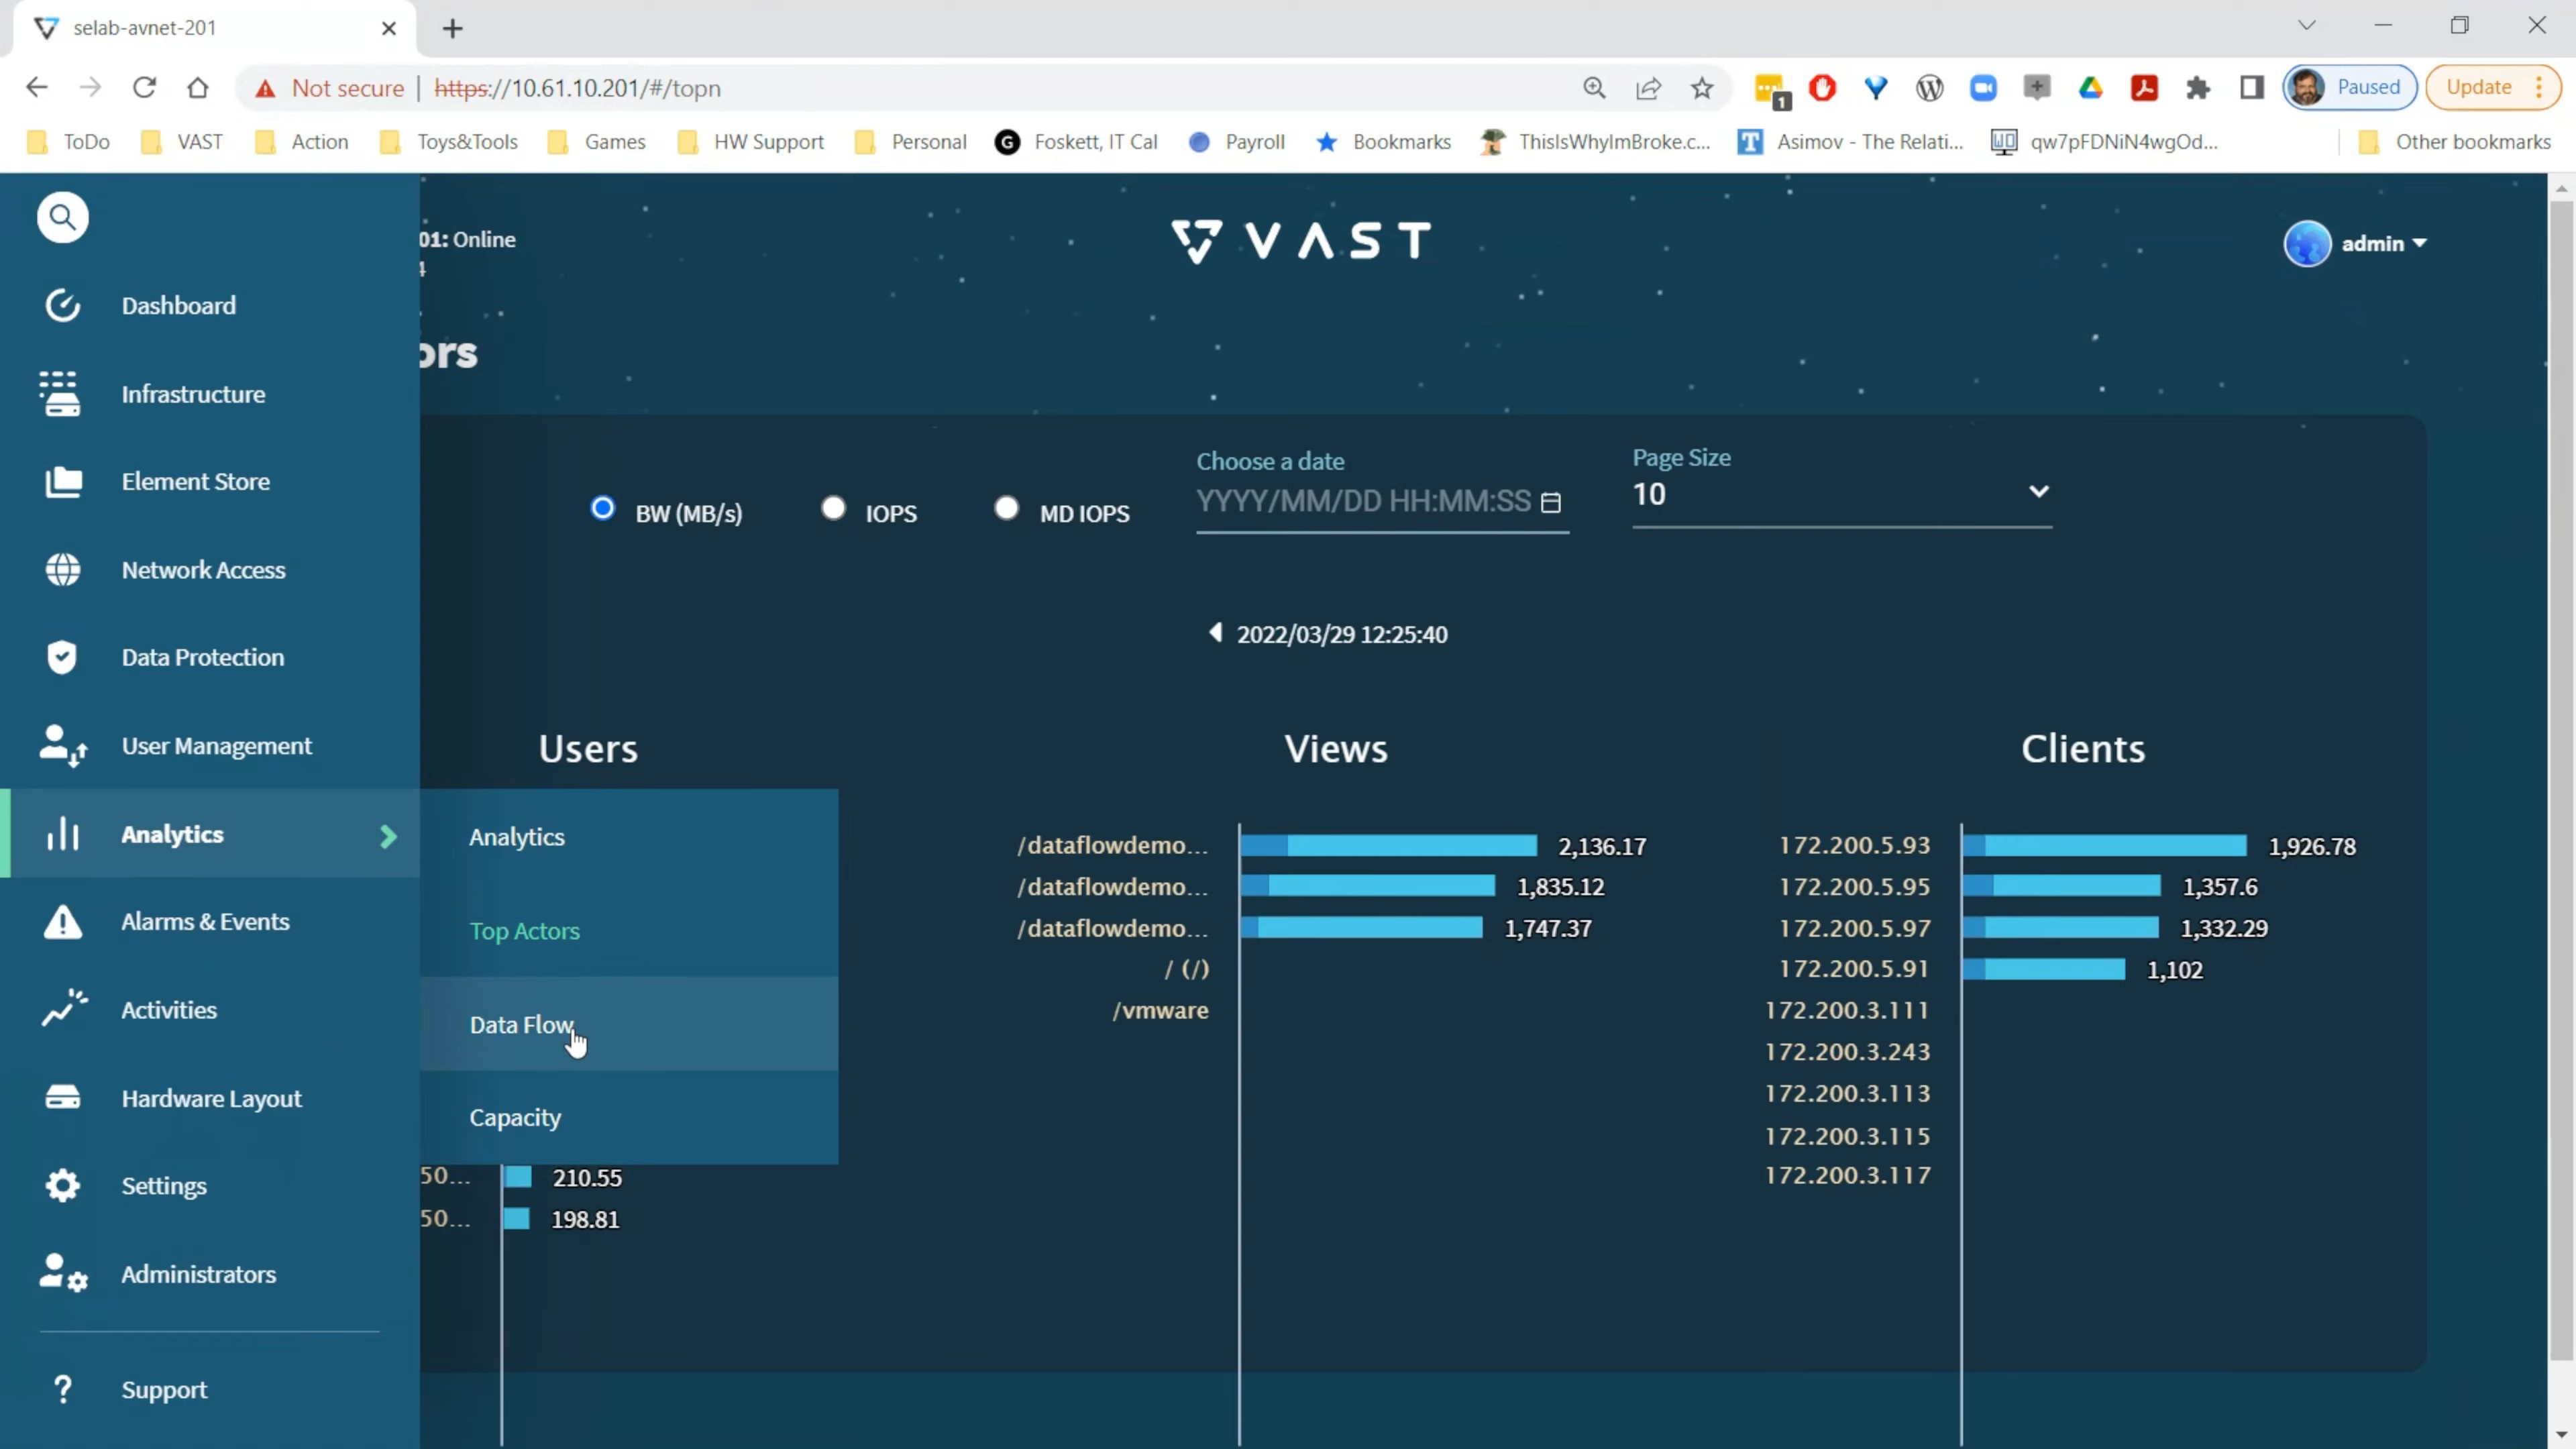 selab-avnet-201
Not secure | https://10.61.10.201/#/topn
1
Paused
Update
ToDo
VAST
Action
Toys&Tools
Games
HW Support
Personal
Foskett, IT Cal
Payroll
Bookmarks
ThisIsWhyImBroke.c...
Asimov - The Relati...
qw7pFDNiN4wgOd...
Other bookmarks
01: Online
4
VAST
admin
ors
Dashboard
Infrastructure
Element Store
Network Access
Data Protection
User Management
Analytics
Alarms & Events
Activities
Hardware Layout
Settings
Administrators
? Support
Analytics
Top Actors
Data Flow
Capacity
BW (MB/s)
IOPS
MD IOPS
Choose a date
YYYY/MM/DD HH:MM:SS
Page Size
10
2022/03/29 12:25:40
Users
50... 210.55
50... 198.81
Views
/dataflowdemo... 2,136.17
/dataflowdemo... 1,835.12
/dataflowdemo... 1,747.37
/ (/)
/vmware
Clients
172.200.5.93 1,926.78
172.200.5.95 1,357.6
172.200.5.97 1,332.29
172.200.5.91 1,102
172.200.3.111
172.200.3.243
172.200.3.113
172.200.3.115
172.200.3.117